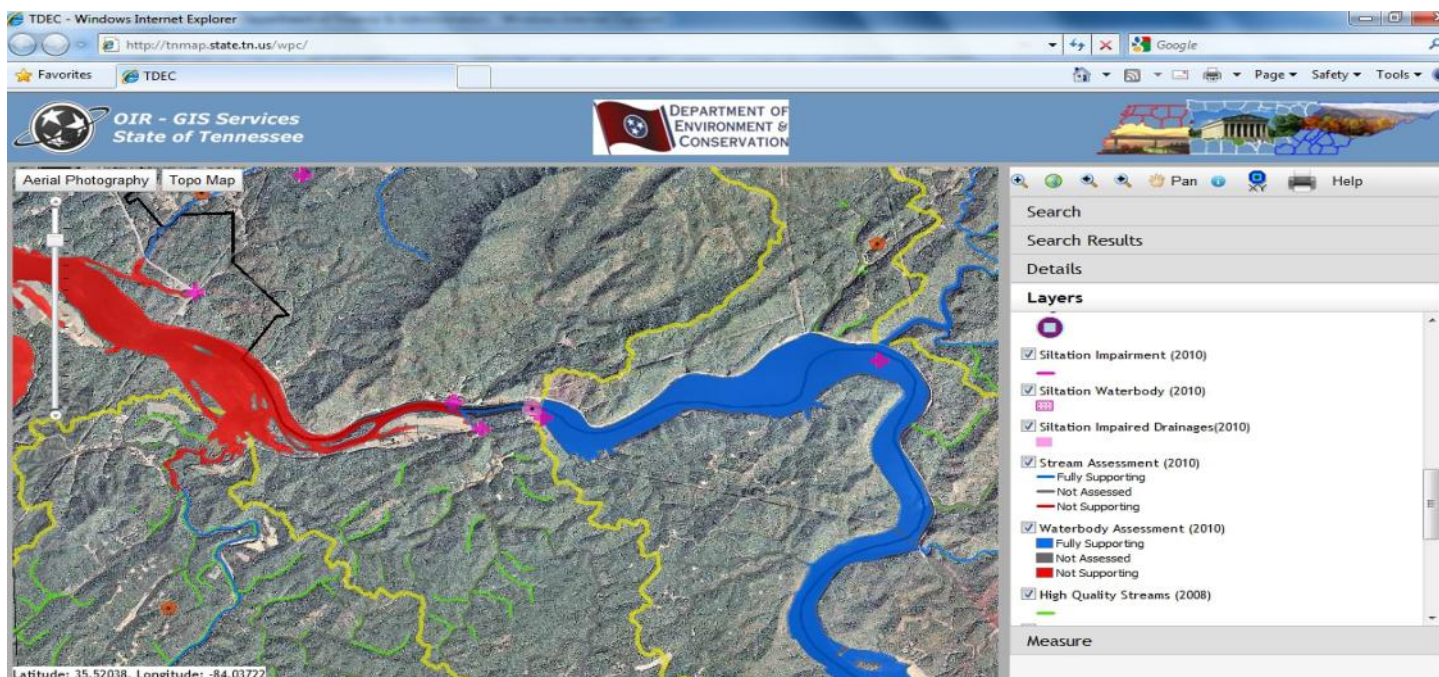 TDEC - Windows Internet Explorer
http://tnmap.state.tn.us/wpc/
Google
Favorites
TDEC
Page
Safety
Tools
OIR - GIS Services
State of Tennessee
DEPARTMENT OF
ENVIRONMENT &
CONSERVATION
Aerial Photography
Topo Map
Pan
XY
Help
Search
Search Results
Details
Layers
Siltation Impairment (2010)
Siltation Waterbody (2010)
Siltation Impaired Drainages(2010)
Stream Assessment (2010)
Fully Supporting
Not Assessed
Not Supporting
Waterbody Assessment (2010)
Fully Supporting
Not Assessed
Not Supporting
High Quality Streams (2008)
Measure
Latitude: 35.52038, Longitude: -84.03722